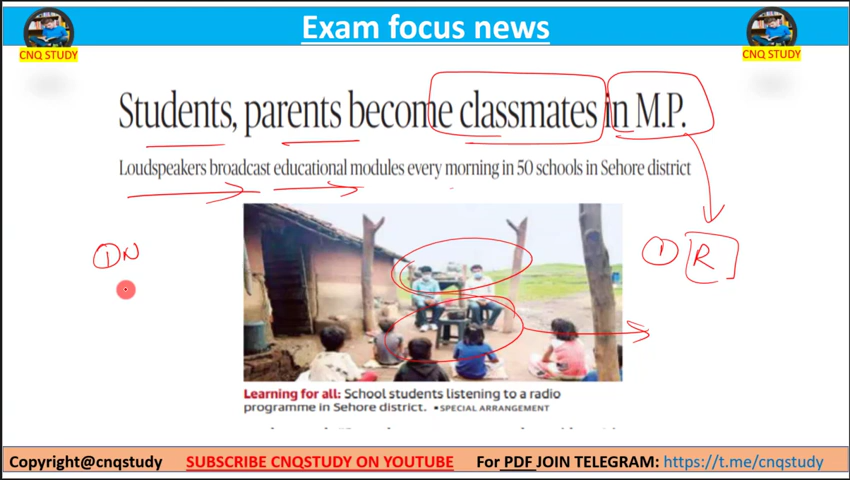 Exam focus news
CNQ STUDY
CNQ STUDY
Students, parents become classmates in M.P.
Loudspeakers broadcast educational modules every morning in 50 schools in Sehore district
① N
① R
Learning for all: School students listening to a radio
programme in Sehore district. • SPECIAL ARRANGEMENT
Copyright@cnqstudy SUBSCRIBE CNQSTUDY ON YOUTUBE For PDF JOIN TELEGRAM: https://t.me/cnqstudy